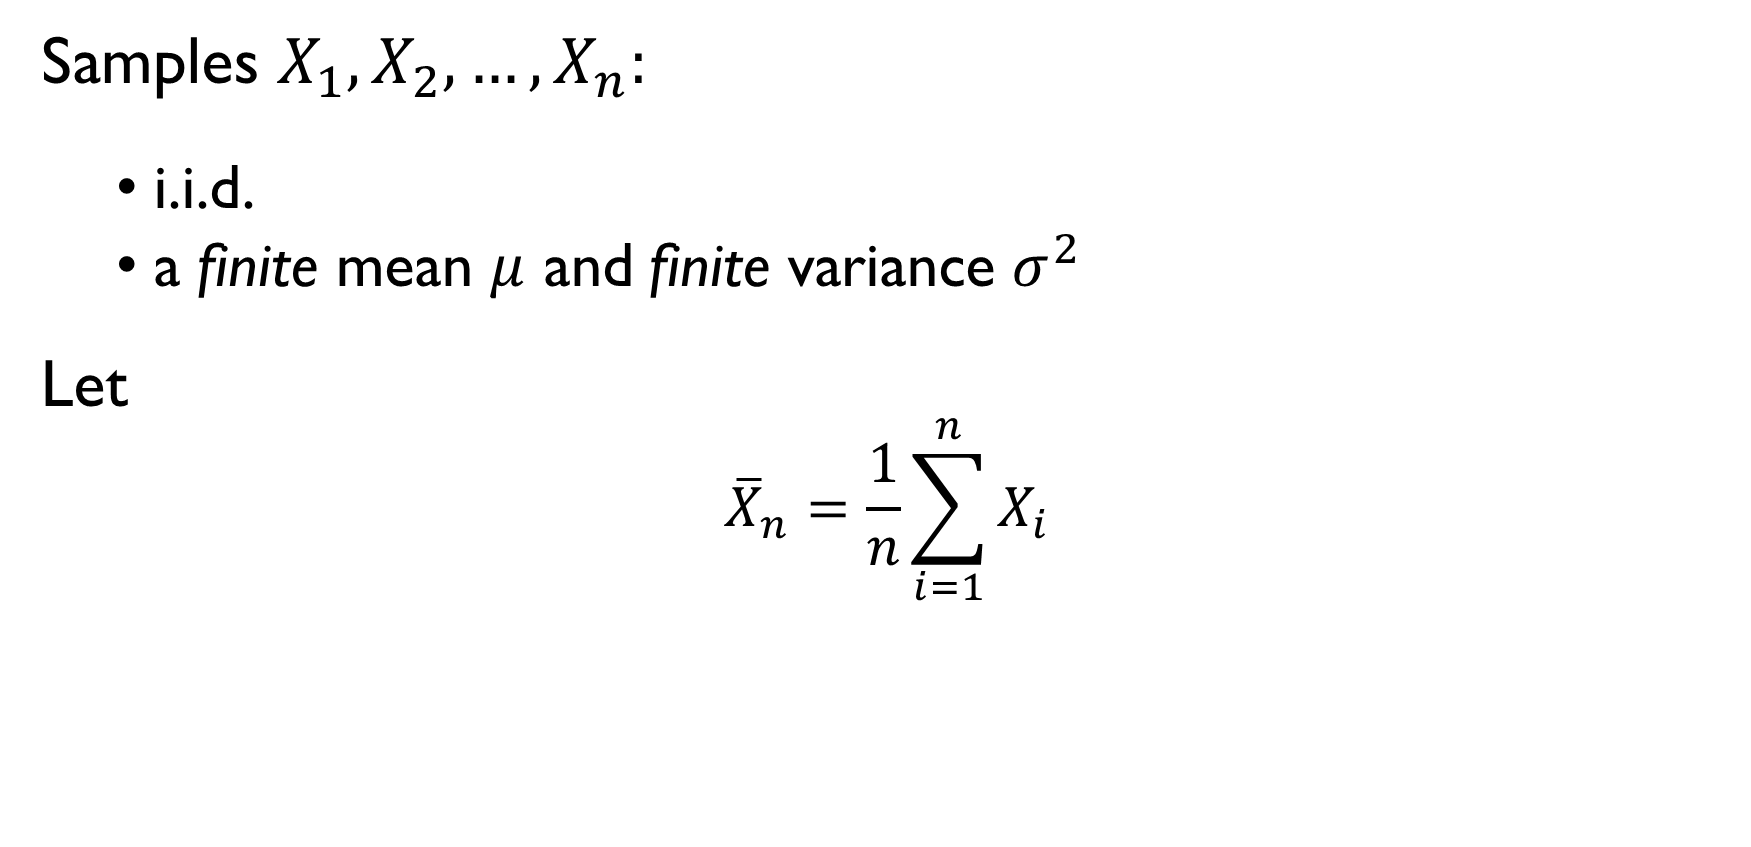 Samples X₁, X₂, … , Xₙ:
• i.i.d.
• a finite mean μ and finite variance σ²
Let
X̄ₙ = 1/n ∑ᵢ₌₁ⁿ Xᵢ